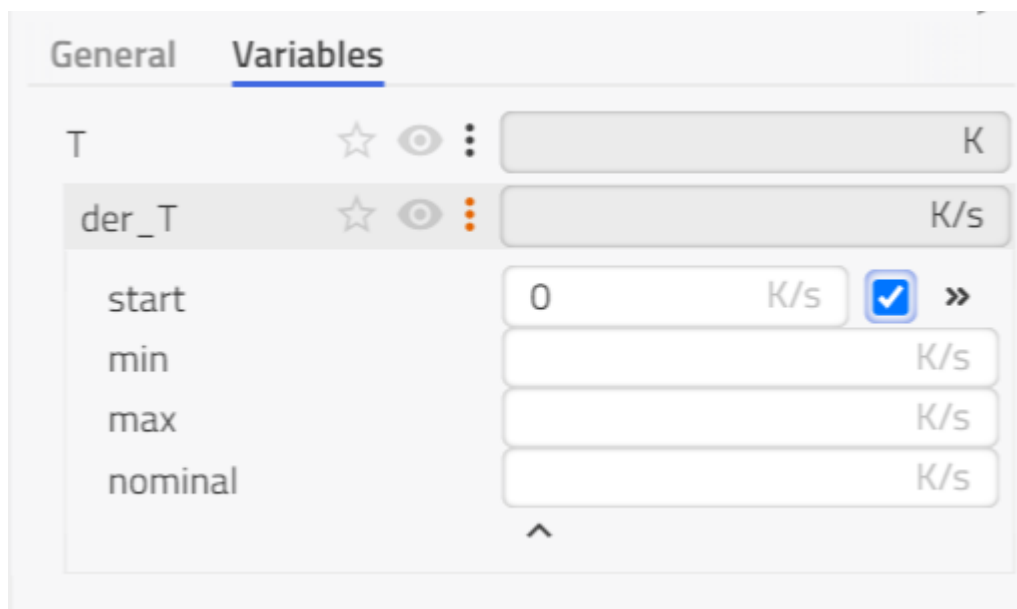 General Variables
T K
der_T K/s
start 0 K/s »
min K/s
max K/s
nominal K/s